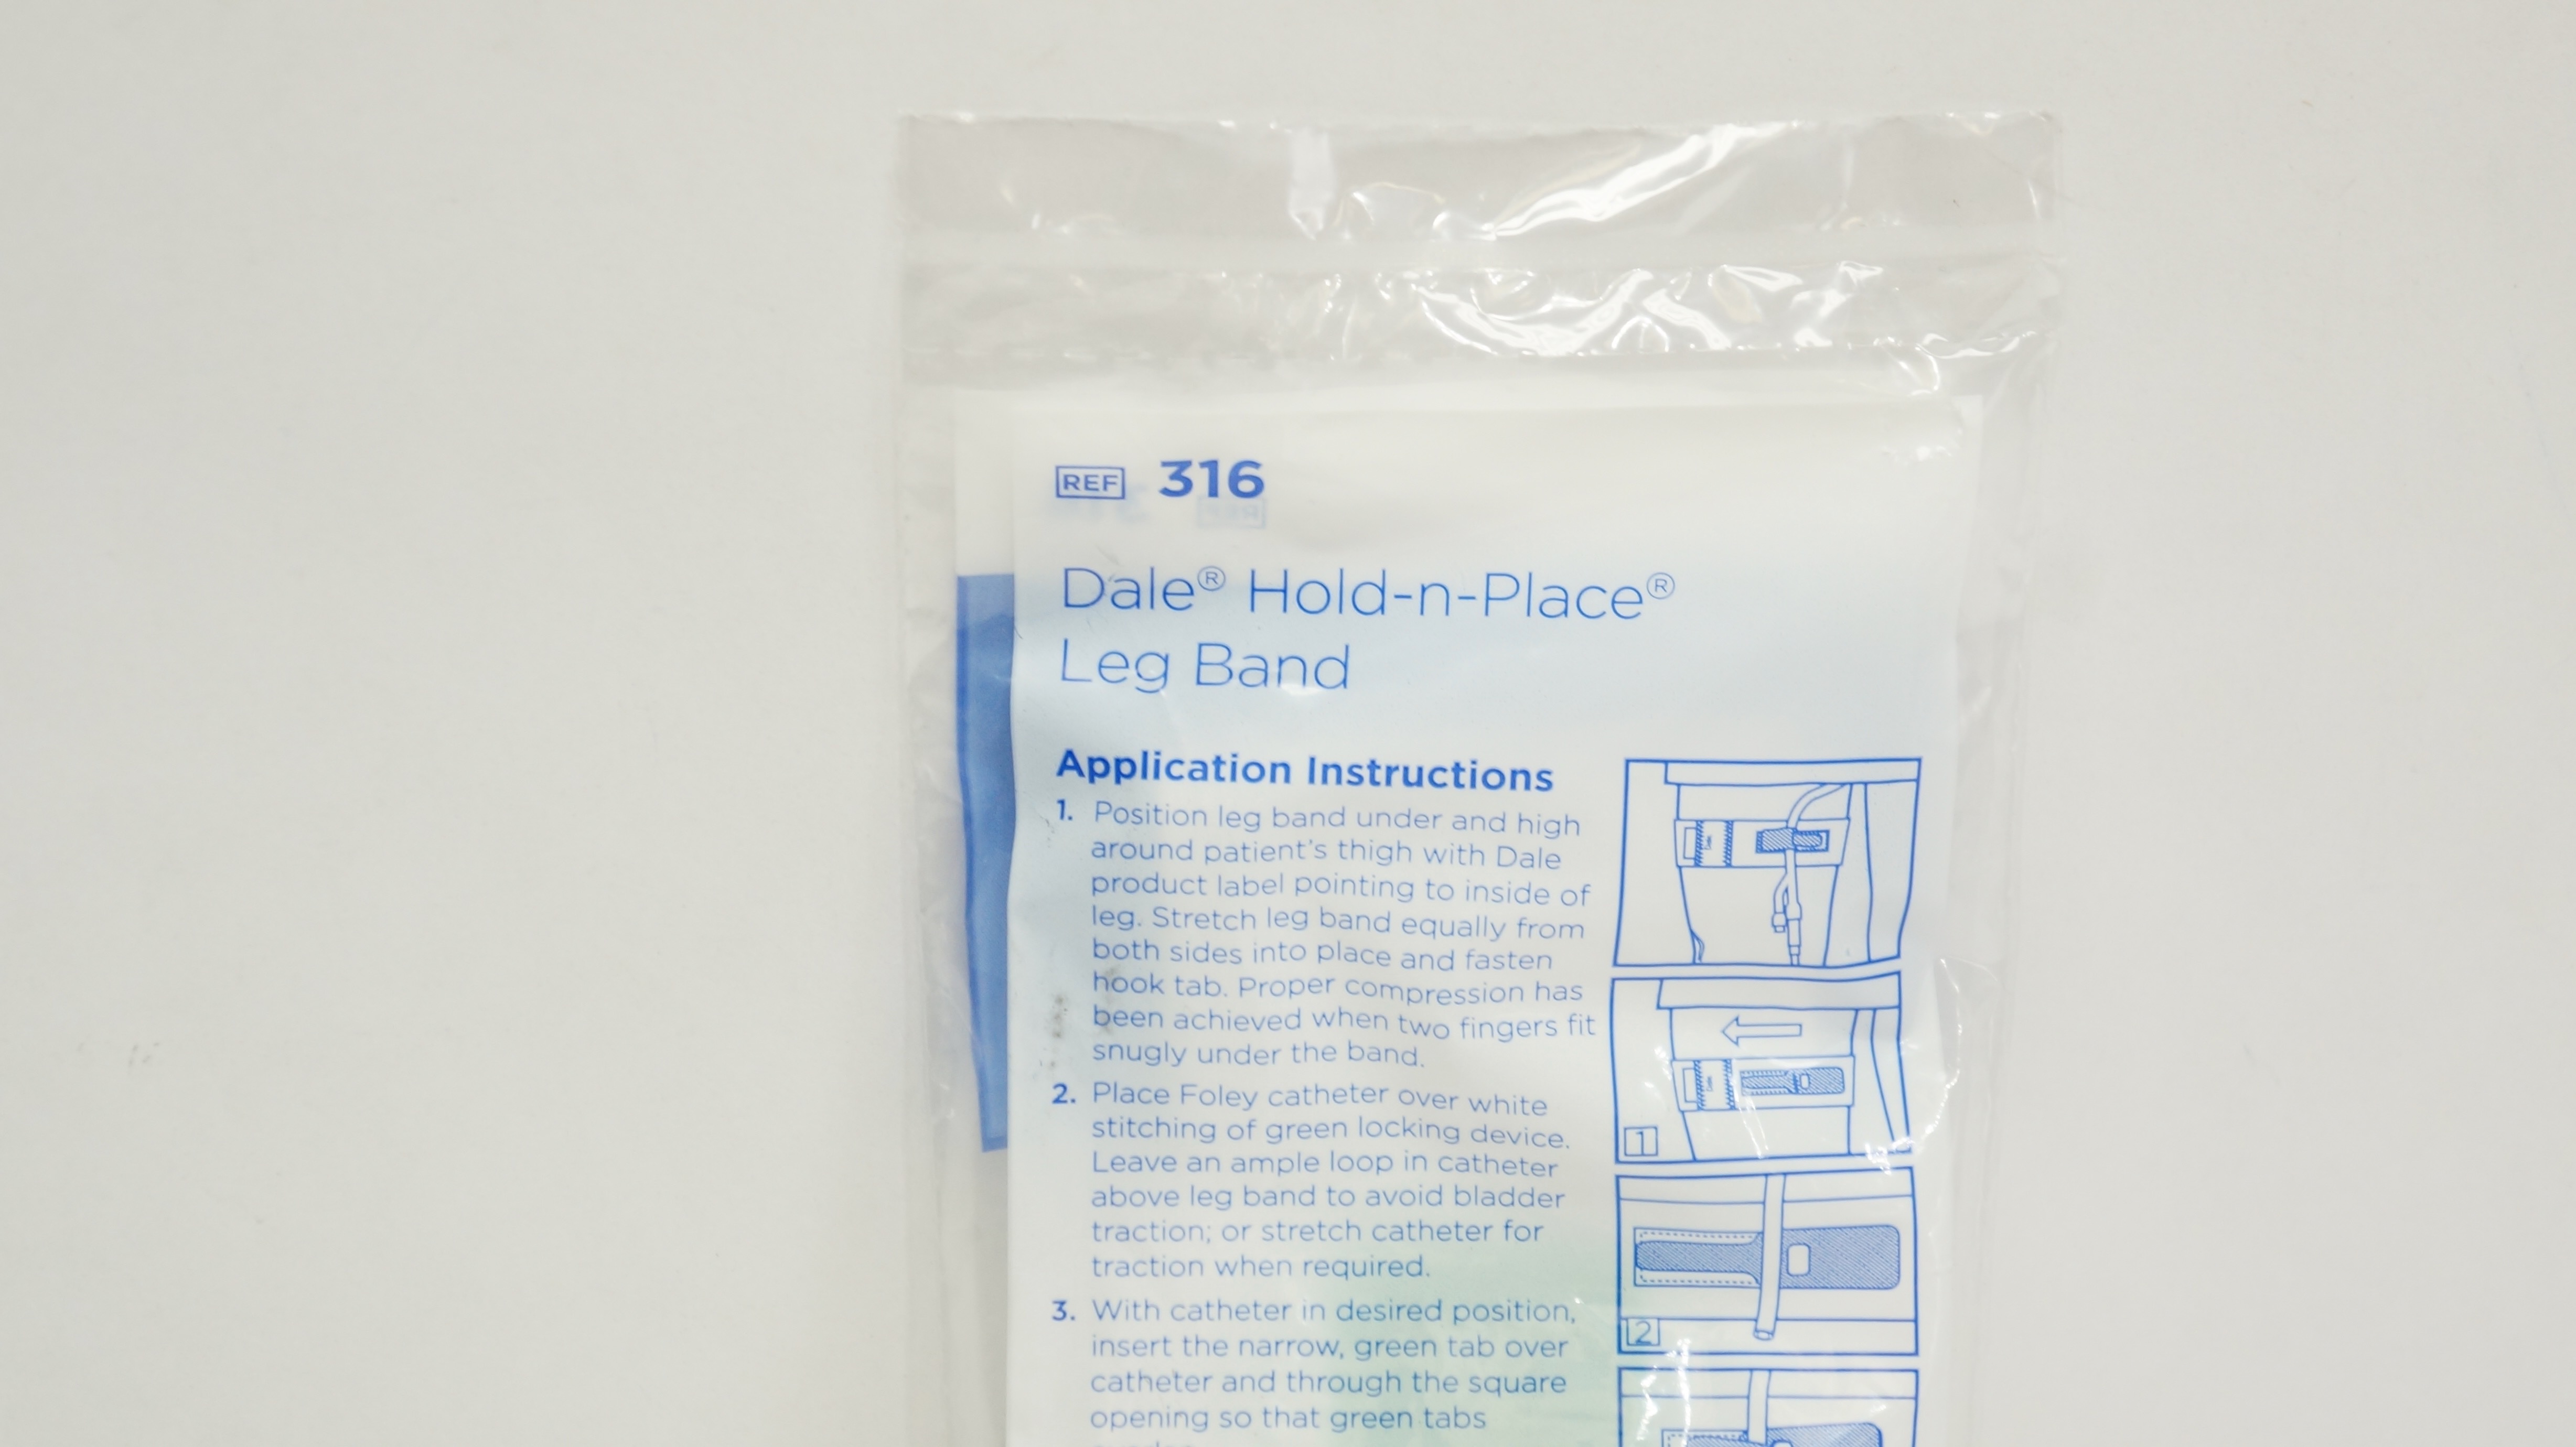 REF 316
Dale® Hold-n-Place®
Leg Band
Application Instructions
1. Position leg band under and high
around patient's thigh with Dale
product label pointing to inside of
leg. Stretch leg band equally from
both sides into place and fasten
hook tab. Proper compression has
been achieved when two fingers fit
snugly under the band.
2. Place Foley catheter over white
stitching of green locking device.
Leave an ample loop in catheter
above leg band to avoid bladder
traction; or stretch catheter for
traction when required.
3. With catheter in desired position,
insert the narrow, green tab over
catheter and through the square
opening so that green tabs
1
2